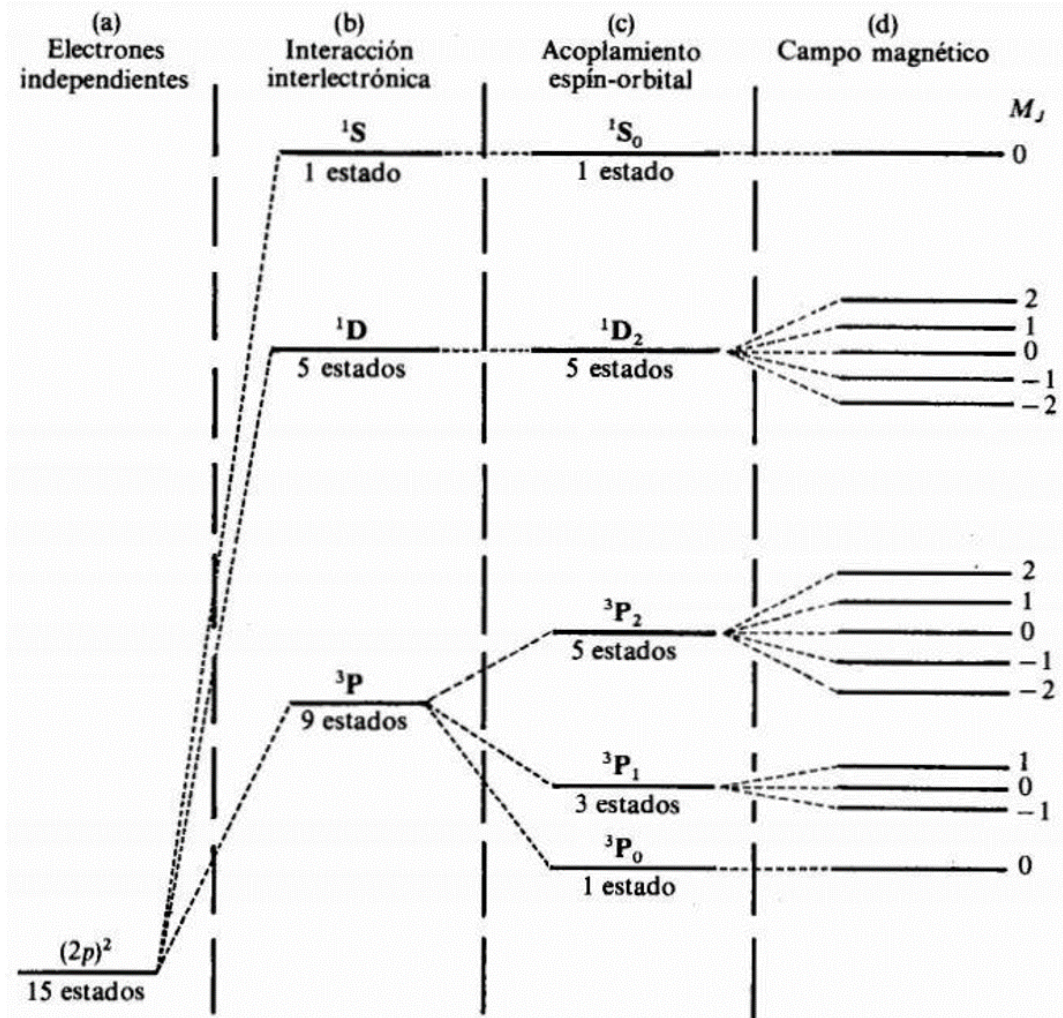 (a)
Electrones
independientes
(b)
Interacción
interlectrónica
(c)
Acoplamiento
espín-orbital
(d)
Campo magnético
M_J
¹S
1 estado
¹S₀
1 estado
0
¹D
5 estados
¹D₂
5 estados
2
1
0
−1
−2
³P
9 estados
³P₂
5 estados
2
1
0
−1
−2
³P₁
3 estados
1
0
−1
³P₀
1 estado
0
(2p)²
15 estados